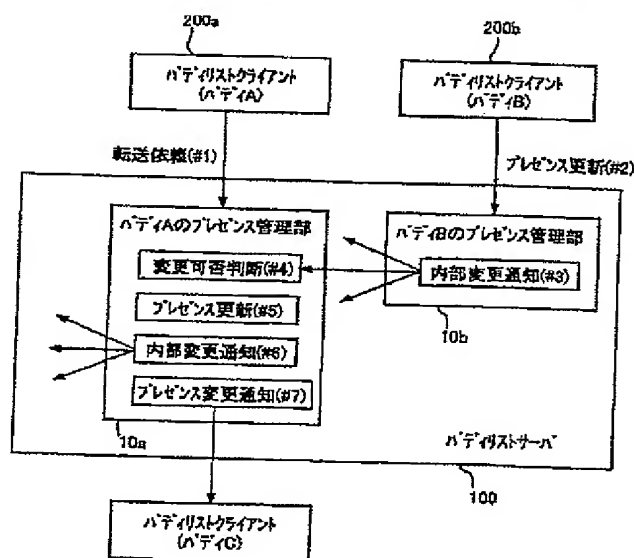 200a
200b
バディリストクライアント
(バディA)
バディリストクライアント
(バディB)
転送依頼(#1)
プレゼンス更新(#2)
バディAのプレゼンス管理部
バディBのプレゼンス管理部
変更可否判断(#4)
内部変更通知(#3)
プレゼンス更新(#5)
10b
内部変更通知(#6)
プレゼンス変更通知(#7)
10a
バディリストサーバ
100
バディリストクライアント
(バディC)